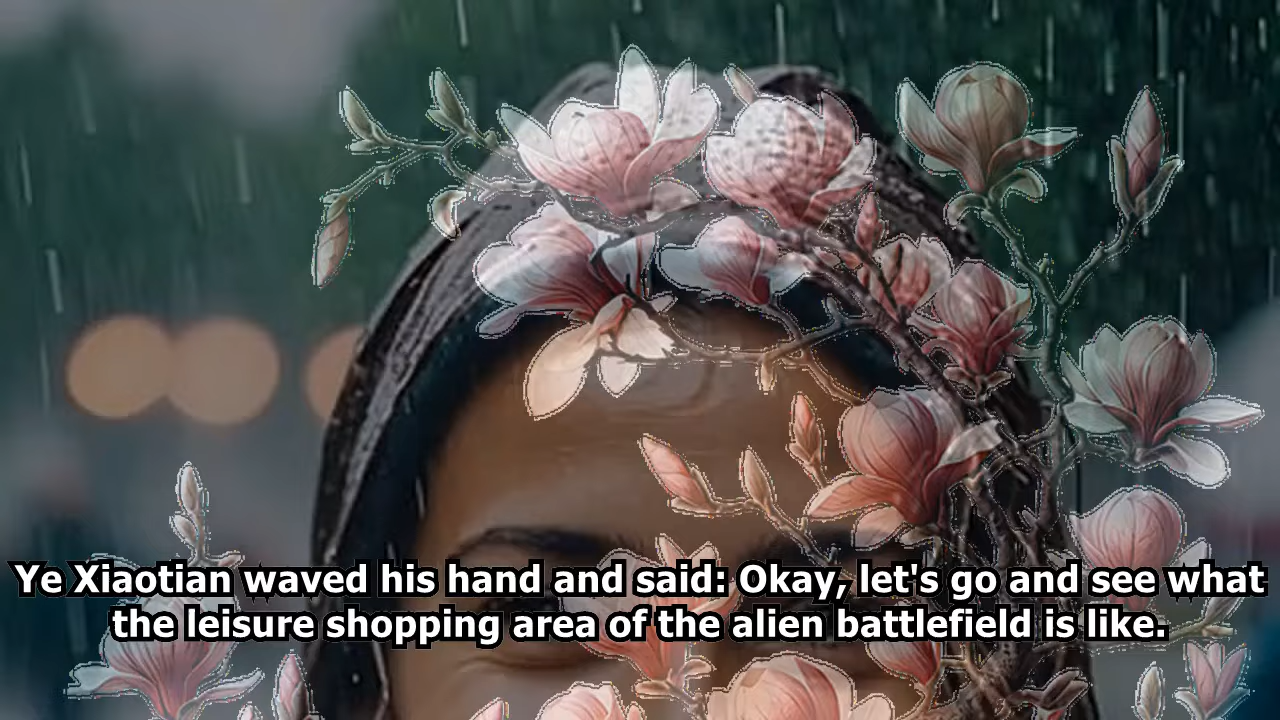 Ye Xiaotian waved his hand and said: Okay, let's go and see what
the leisure shopping area of the alien battlefield is like.